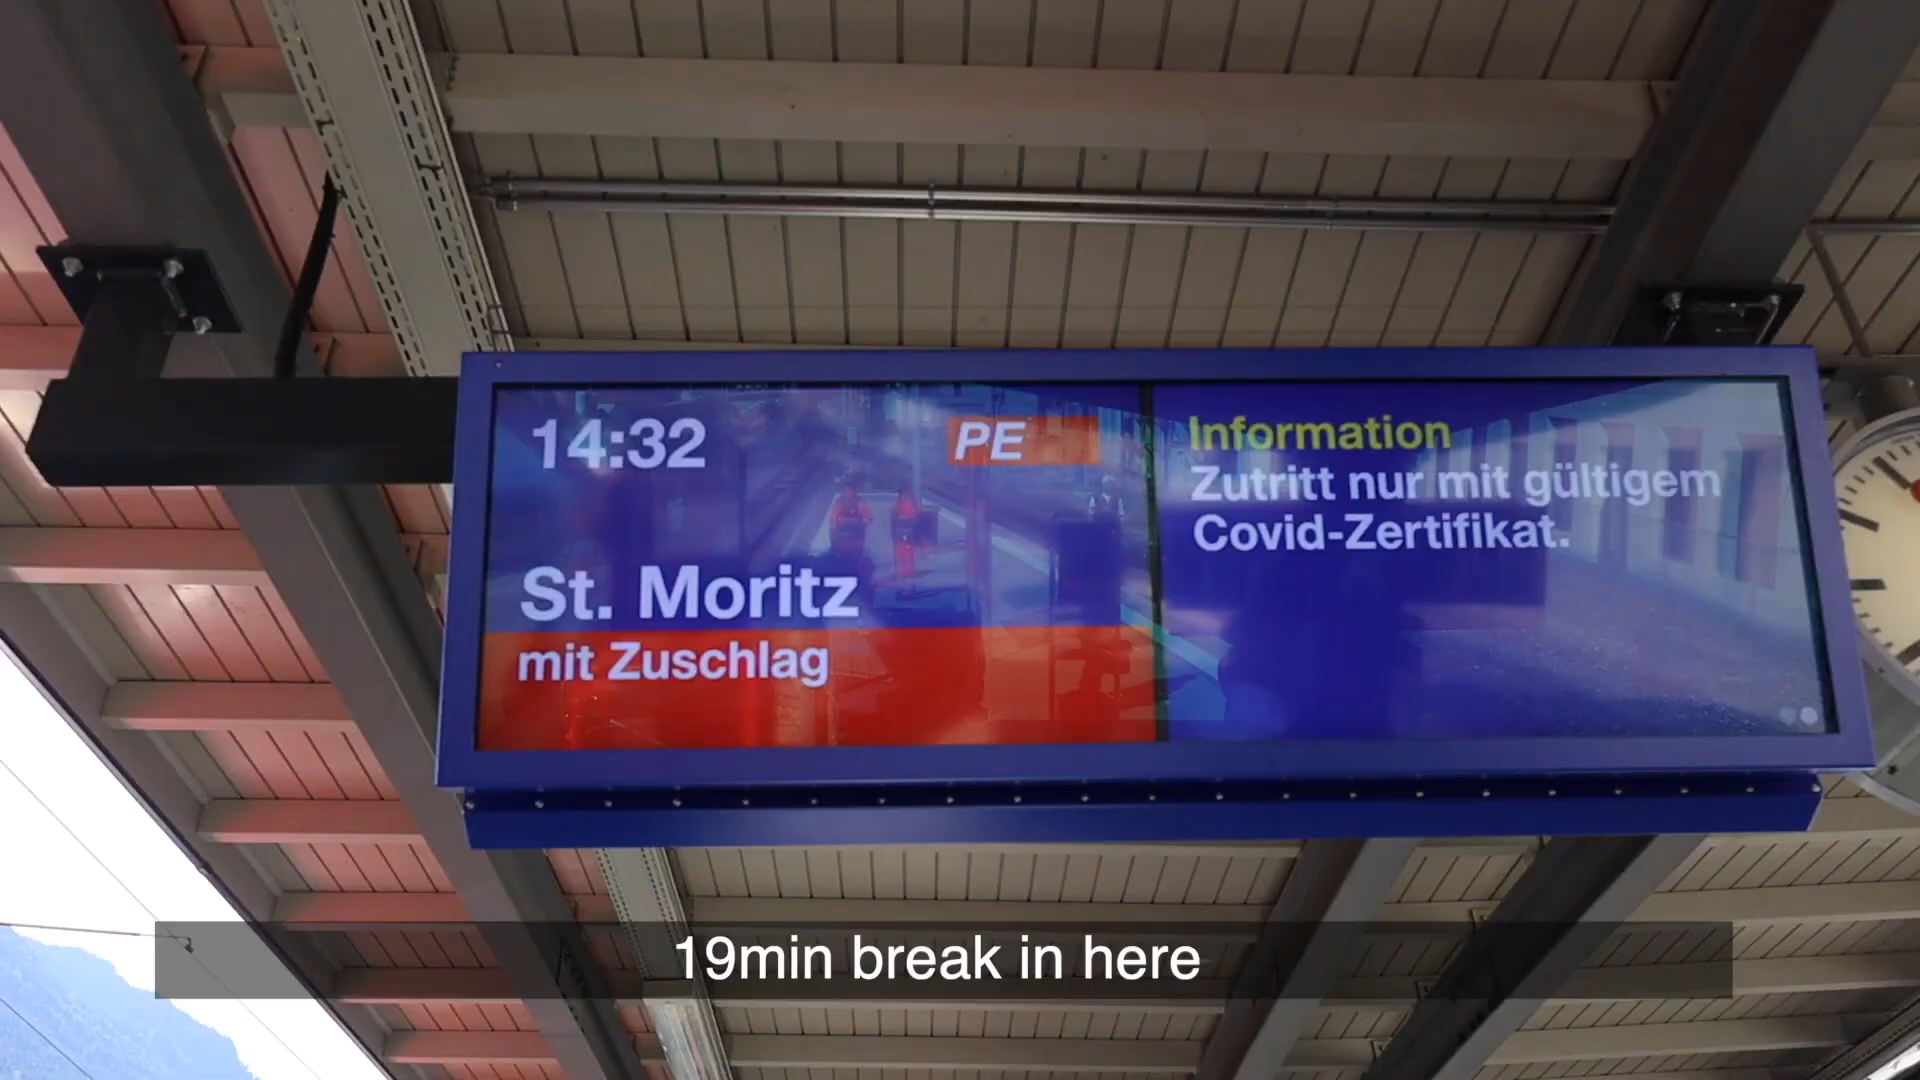 14:32
PE
St. Moritz
mit Zuschlag
Information
Zutritt nur mit gültigem
Covid-Zertifikat.
19min break in here